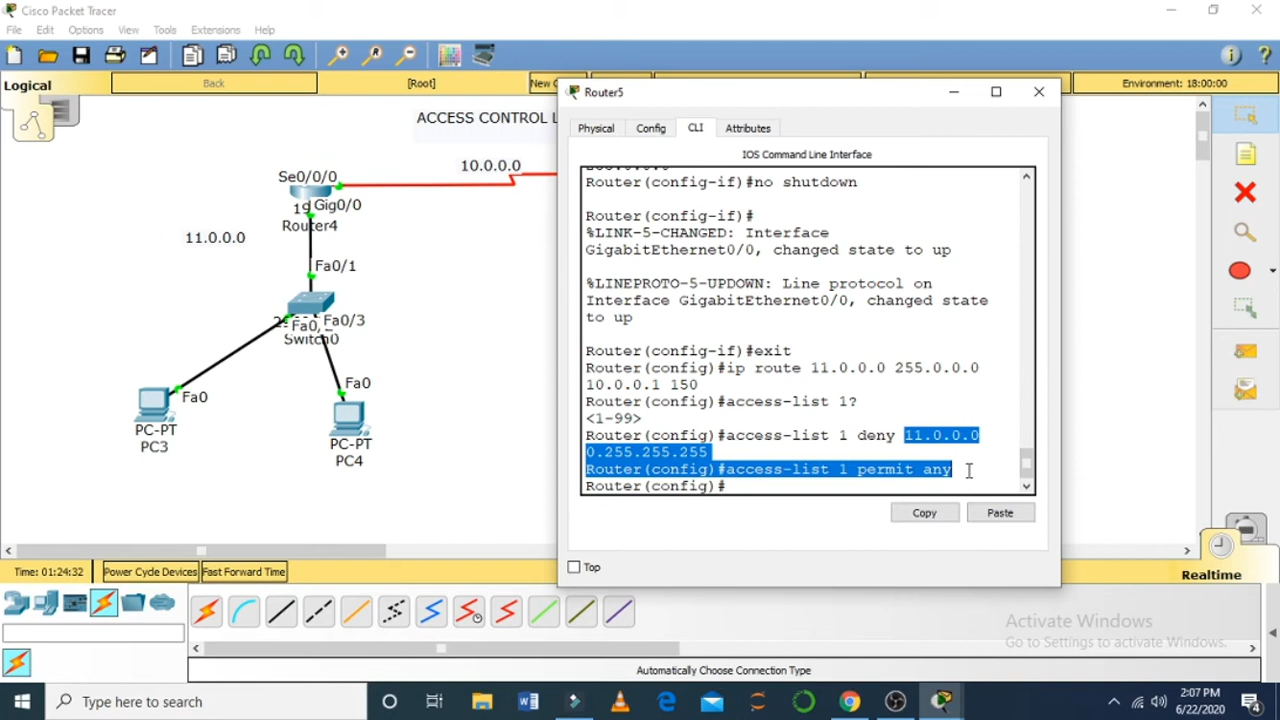 Cisco Packet Tracer
File Edit Options View Tools Extensions Help
Logical
Back
[Root]
New C
Environment: 18:00:00
ACCESS CONTROL L
10.0.0.0
Se0/0/0
19
Gig0/0
Router4
11.0.0.0
Fa0/1
Fa0/3
Switch0
Fa0
PC-PT
PC3
Fa0
PC-PT
PC4
Router5
Physical Config CLI Attributes
IOS Command Line Interface
Router(config-if)#no shutdown
Router(config-if)#
%LINK-5-CHANGED: Interface
GigabitEthernet0/0, changed state to up
%LINEPROTO-5-UPDOWN: Line protocol on
Interface GigabitEthernet0/0, changed state
to up
Router(config-if)#exit
Router(config)#ip route 11.0.0.0 255.0.0.0
10.0.0.1 150
Router(config)#access-list 1?
<1-99>
Router(config)#access-list 1 deny 11.0.0.0
0.255.255.255
Router(config)#access-list 1 permit any
Router(config)#
Copy Paste
Top
Time: 01:24:32 Power Cycle Devices Fast Forward Time
Realtime
Activate Windows
Go to Settings to activate Windows.
Automatically Choose Connection Type
Type here to search
2:07 PM
6/22/2020
4